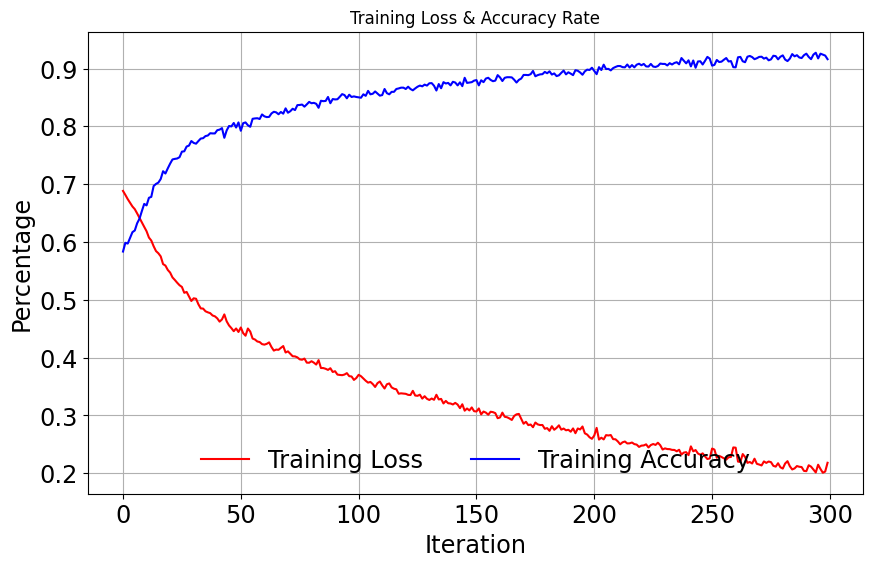 Training Loss & Accuracy Rate
Percentage
0.9
0.8
0.7
0.6
0.5
0.4
0.3
0.2
Training Loss Training Accuracy
0 50 100 150 200 250 300
Iteration